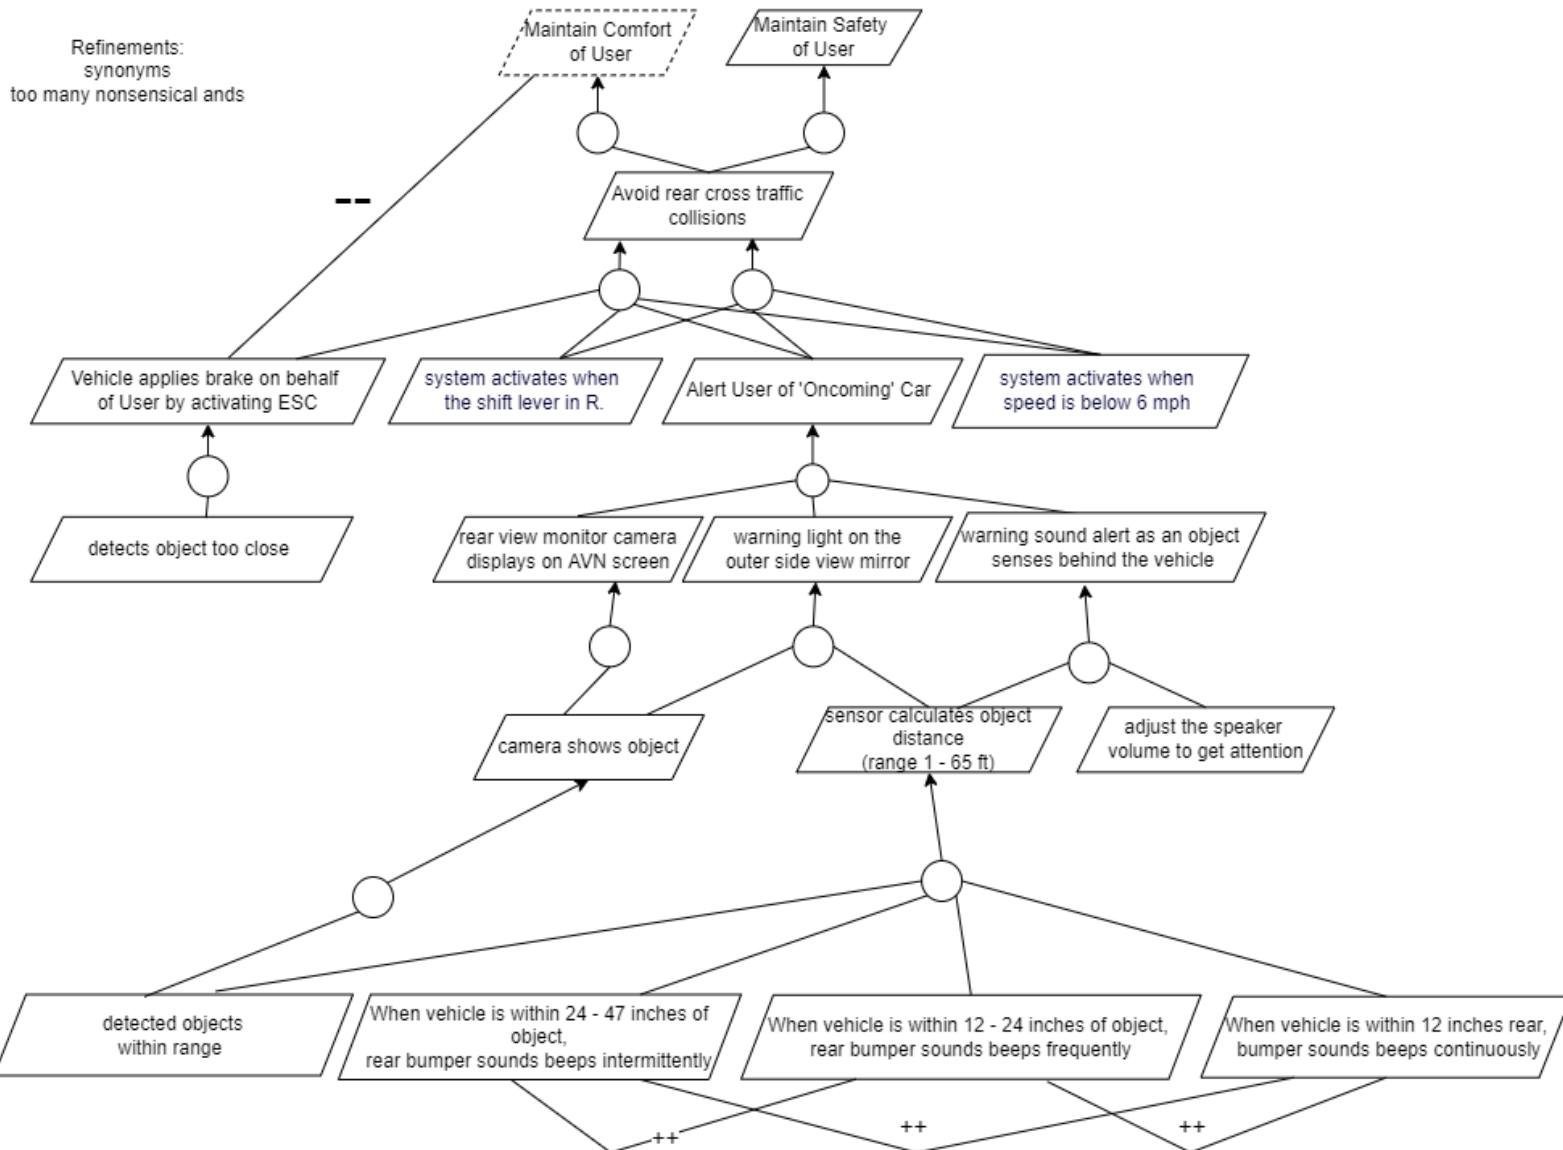 Refinements:
synonyms
too many nonsensical ands
Maintain Comfort
of User
Maintain Safety
of User
--
Avoid rear cross traffic
collisions
Vehicle applies brake on behalf
of User by activating ESC
system activates when
the shift lever in R.
Alert User of 'Oncoming' Car
system activates when
speed is below 6 mph
detects object too close
rear view monitor camera
displays on AVN screen
warning light on the
outer side view mirror
warning sound alert as an object
senses behind the vehicle
camera shows object
sensor calculates object
distance
(range 1 - 65 ft)
adjust the speaker
volume to get attention
detected objects
within range
When vehicle is within 24 - 47 inches of
object,
rear bumper sounds beeps intermittently
When vehicle is within 12 - 24 inches of object,
rear bumper sounds beeps frequently
When vehicle is within 12 inches rear,
bumper sounds beeps continuously
++
++
++